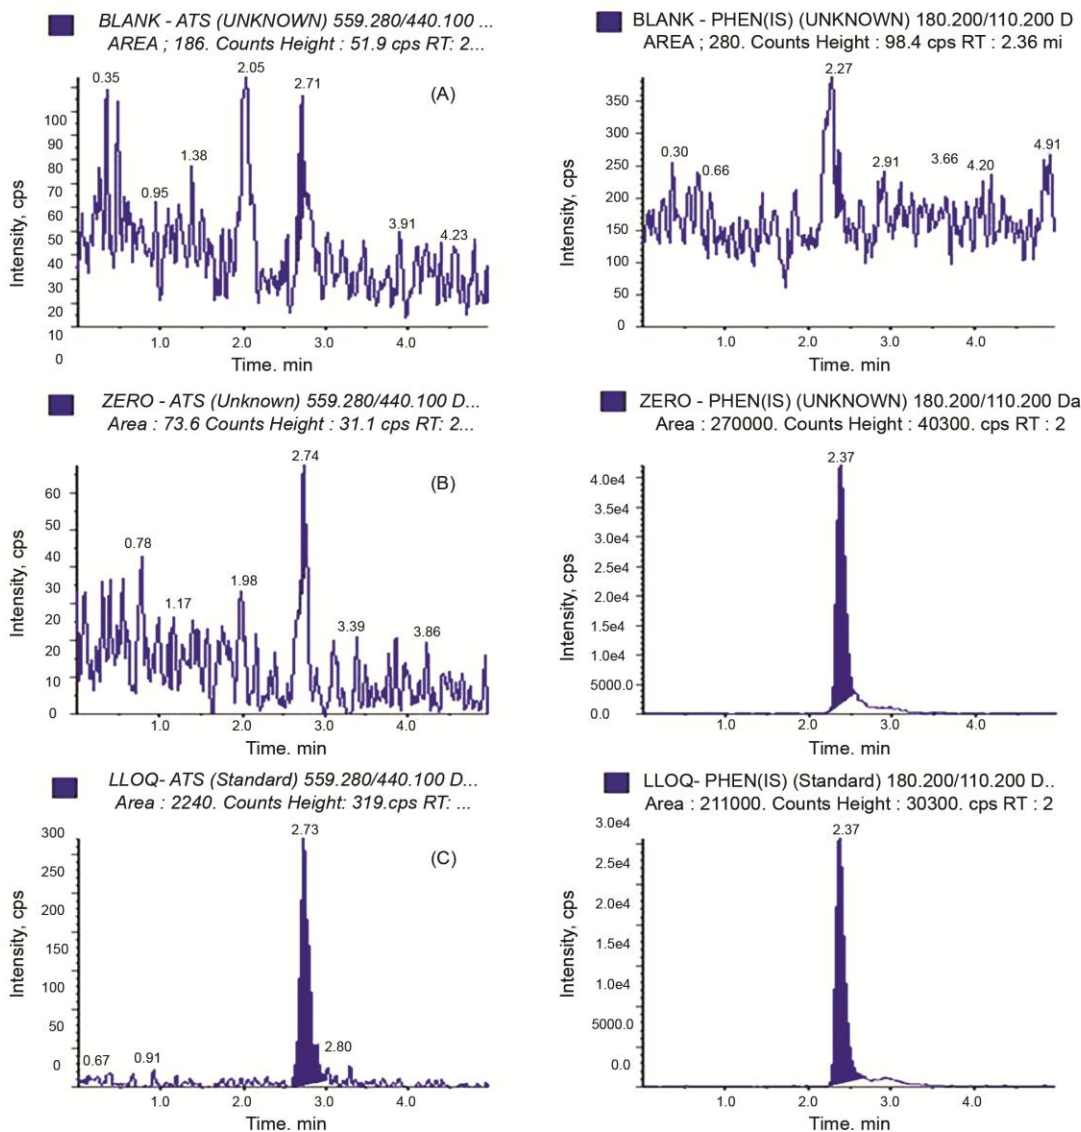 BLANK - ATS (UNKNOWN) 559.280/440.100 ...
AREA ; 186. Counts Height : 51.9 cps RT: 2...
(A)
Intensity, cps
100
80
90
60
70
40
50
30
20
10
0
0.35
0.95
1.38
2.05
2.71
3.91
4.23
1.0
2.0
3.0
4.0
Time. min
BLANK - PHEN(IS) (UNKNOWN) 180.200/110.200 D
AREA ; 280. Counts Height : 98.4 cps RT : 2.36 mi
Intensity, cps
350
300
250
200
150
100
50
0
0.30
0.66
2.27
2.91
3.66
4.20
4.91
1.0
2.0
3.0
4.0
Time. min
ZERO - ATS (Unknown) 559.280/440.100 D...
Area : 73.6 Counts Height : 31.1 cps RT: 2...
(B)
Intensity, cps
60
50
40
30
20
10
0
0.78
1.17
1.98
2.74
3.39
3.86
1.0
2.0
3.0
4.0
Time. min
ZERO - PHEN(IS) (UNKNOWN) 180.200/110.200 Da
Area : 270000. Counts Height : 40300. cps RT : 2
Intensity, cps
4.0e4
3.5e4
3.0e4
2.5e4
2.0e4
1.5e4
1.0e4
5000.0
0.0
2.37
1.0
2.0
3.0
4.0
Time. min
LLOQ- ATS (Standard) 559.280/440.100 D...
Area : 2240. Counts Height: 319.cps RT: ...
(C)
Intensity, cps
300
250
200
150
100
50
0
0.67
0.91
2.73
2.80
1.0
2.0
3.0
4.0
Time. min
LLOQ- PHEN(IS) (Standard) 180.200/110.200 D..
Area : 211000. Counts Height : 30300. cps RT : 2
Intensity, cps
3.0e4
2.5e4
2.0e4
1.5e4
1.0e4
5000.0
0.0
2.37
1.0
2.0
3.0
4.0
Time. min